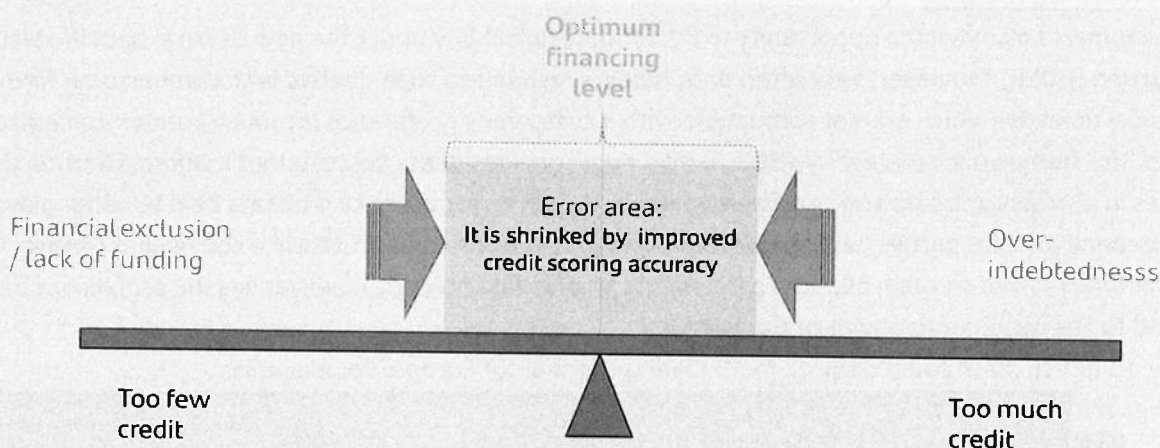 Optimum
financing
level
Error area:
It is shrinked by improved
credit scoring accuracy
Financial exclusion
/ lack of funding
Over-
indebtednesss
Too few
credit
Too much
credit